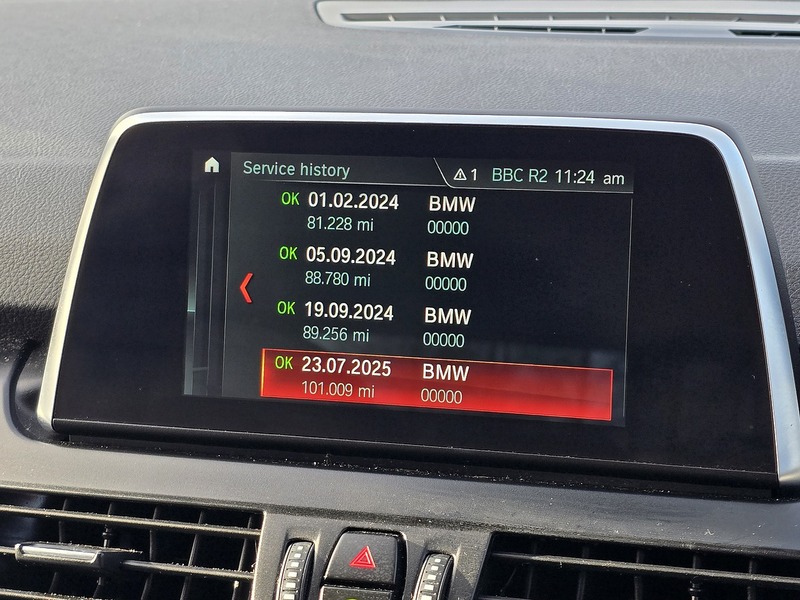 Service history 1 BBC R2 11:24 am
OK 01.02.2024 BMW
81.228 mi 00000
OK 05.09.2024 BMW
88.780 mi 00000
OK 19.09.2024 BMW
89.256 mi 00000
OK 23.07.2025 BMW
101.009 mi 00000